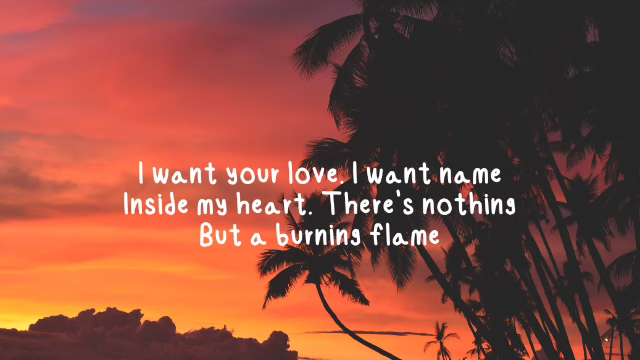 I want your love. I want name
Inside my heart. There's nothing
But a burning flame